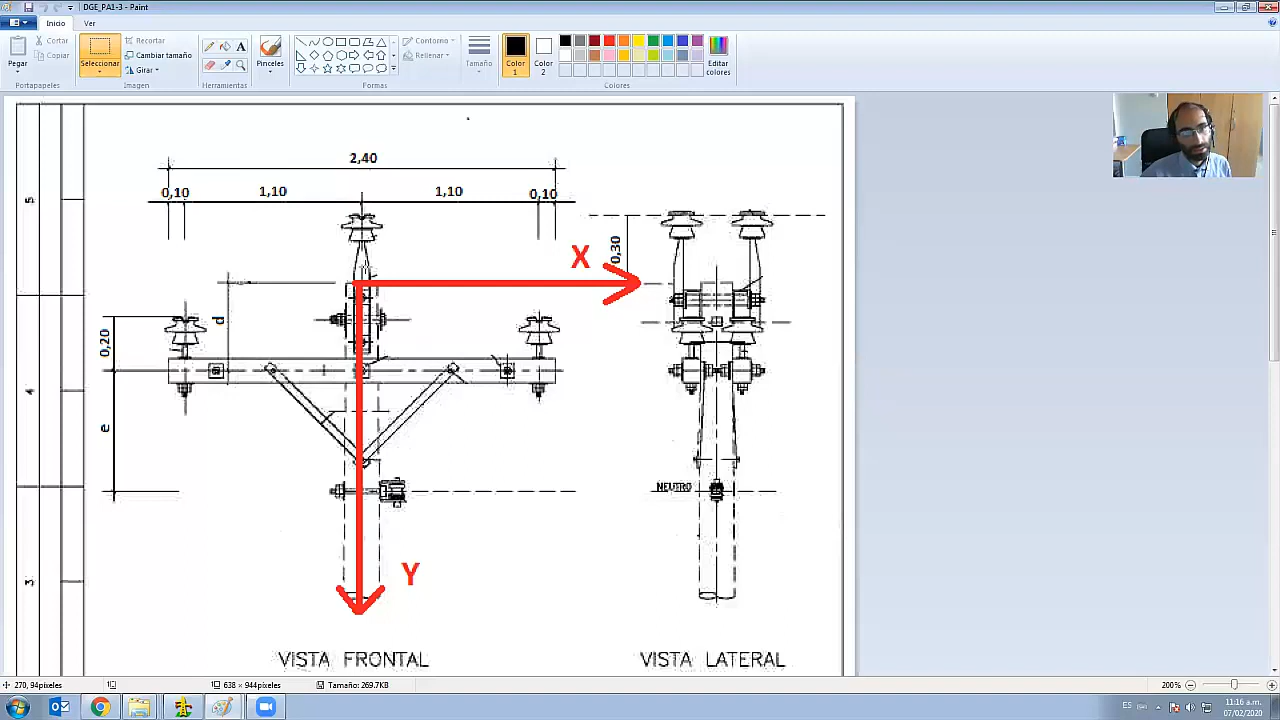 DGE_PA1-3 - Paint
Inicio
Ver
Pegar
Cortar
Copiar
Portapapeles
Seleccionar
Recortar
Cambiar tamaño
Girar
Imagen
A
Herramientas
Pinceles
Contorno
Rellenar
Formas
Tamaño
Color 1
Color 2
Editar colores
Colores
2,40
0,10
1,10
1,10
0,10
X
0,30
d
0,20
e
NEUTRO
Y
5
4
3
VISTA FRONTAL
VISTA LATERAL
270, 94píxeles
638 × 944píxeles
Tamaño: 269.7KB
200%
ES
11:16 a.m.
07/02/2020